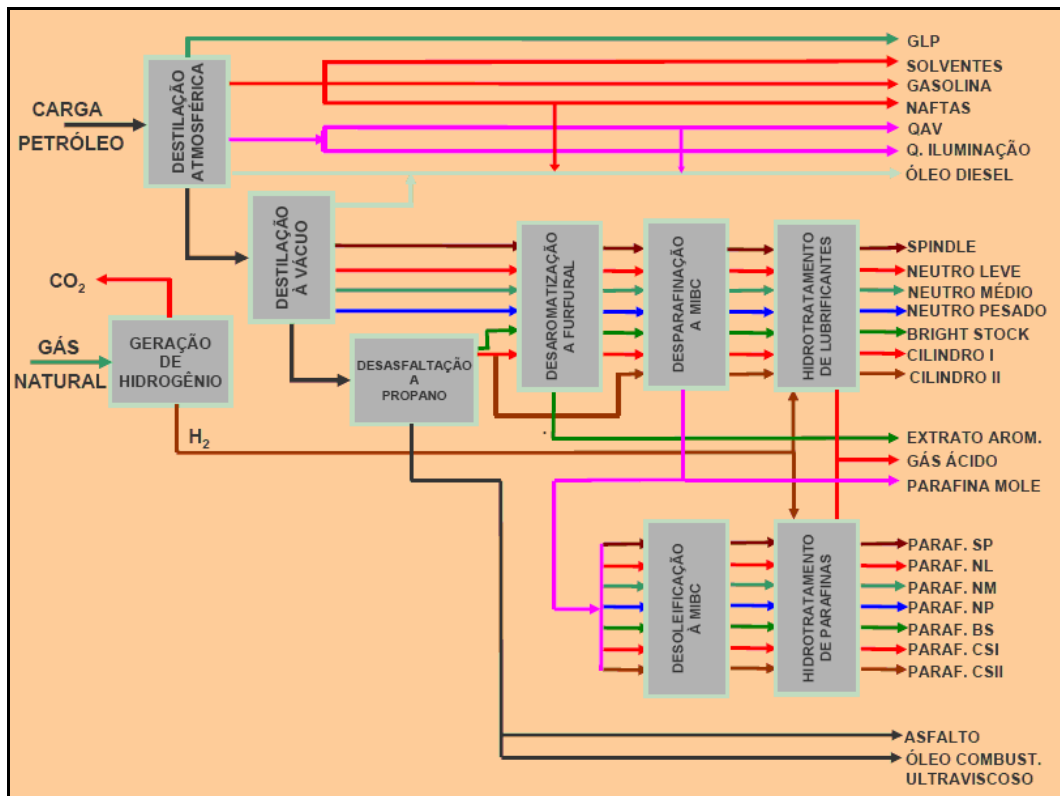 GLP
SOLVENTES
GASOLINA
NAFTAS
QAV
Q. ILUMINAÇÃO
ÓLEO DIESEL
CARGA
PETRÓLEO
DESTILAÇÃO
ATMOSFÉRICA
DESTILAÇÃO
À VÁCUO
DESAROMATIZAÇÃO
A FURFURAL
DESPARAFINAÇÃO
A MIBC
HIDROTRATAMENTO
DE LUBRIFICANTES
SPINDLE
NEUTRO LEVE
NEUTRO MÉDIO
NEUTRO PESADO
BRIGHT STOCK
CILINDRO I
CILINDRO II
CO2
GÁS
NATURAL
GERAÇÃO
DE
HIDROGÊNIO
DESASFALTAÇÃO
A
PROPANO
H2
EXTRATO AROM.
GÁS ÁCIDO
PARAFINA MOLE
DESOLEIFICAÇÃO
À MIBC
HIDROTRATAMENTO
DE PARAFINAS
PARAF. SP
PARAF. NL
PARAF. NM
PARAF. NP
PARAF. BS
PARAF. CSI
PARAF. CSII
ASFALTO
ÓLEO COMBUST.
ULTRAVISCOSO